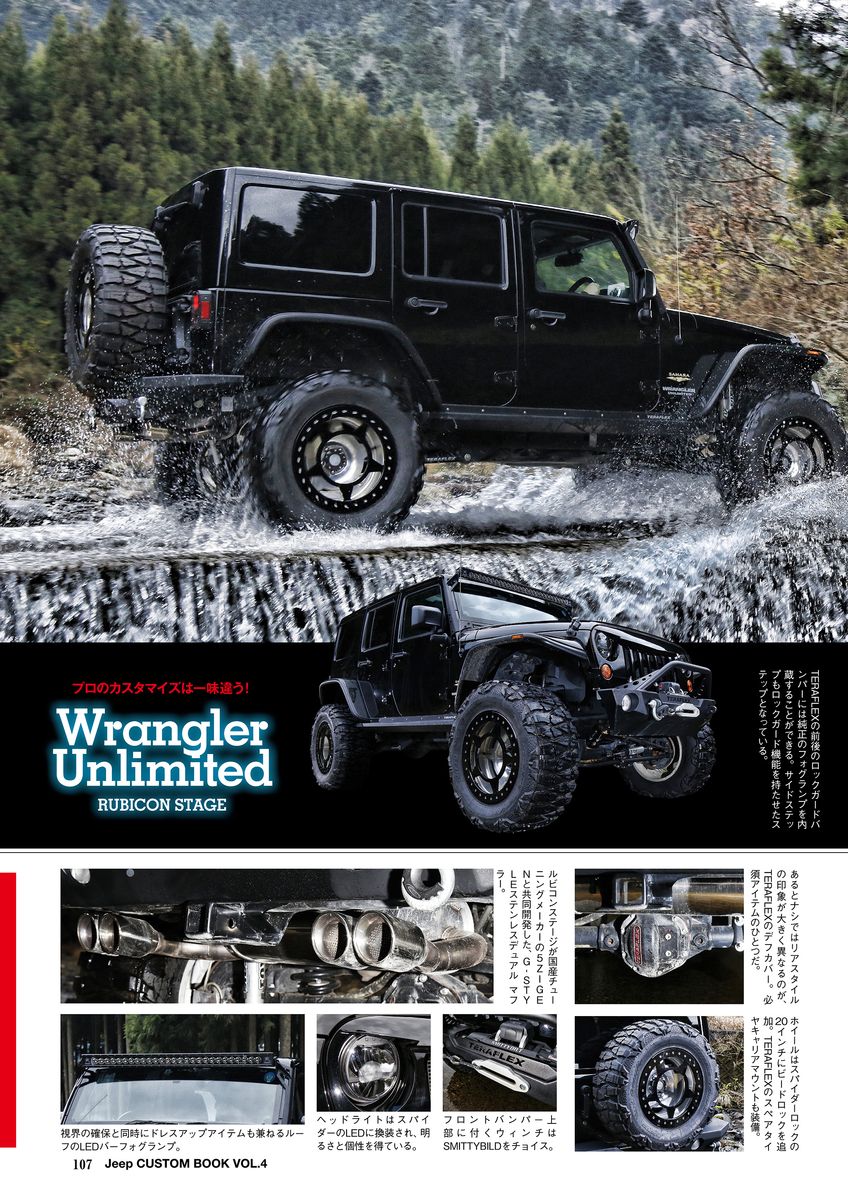 SAHARA
WRANGLER
UNLIMITED
TERAFLEX
TERAFLEX
プロのカスタマイズは一味違う!
Wrangler
Unlimited
RUBICON STAGE
TERAFLEXの前後のロックガードバ
ンパーには純正のフォグランプを内
蔵することができる。サイドステッ
プもロックガード機能を持たせたス
テップとなっている。
ルビコンステージが国産チュー
ニングメーカーの5ZIGE
Nと共同開発した、G・STY
LEステンレスデュアル マフ
ラー。
あるとナシではリアスタイル
の印象が大きく異なるのが、
TERAFLEXのデフカバー。必
須アイテムのひとつだ。
視界の確保と同時にドレスアップアイテムも兼ねるルー
フのLEDバーフォグランプ。
ヘッドライトはスパイ
ダーのLEDに換装され、明
るさと個性を得ている。
SMITTYBILT
TERAFLEX
フロントバンパー上
部に付くウィンチは
SMITTYBILDをチョイス。
ホイールはスパイダーロックの
20インチにビードロックを追
加。TERAFLEXのスペアタイ
ヤキャリアマウントも装備。
107 Jeep CUSTOM BOOK VOL.4